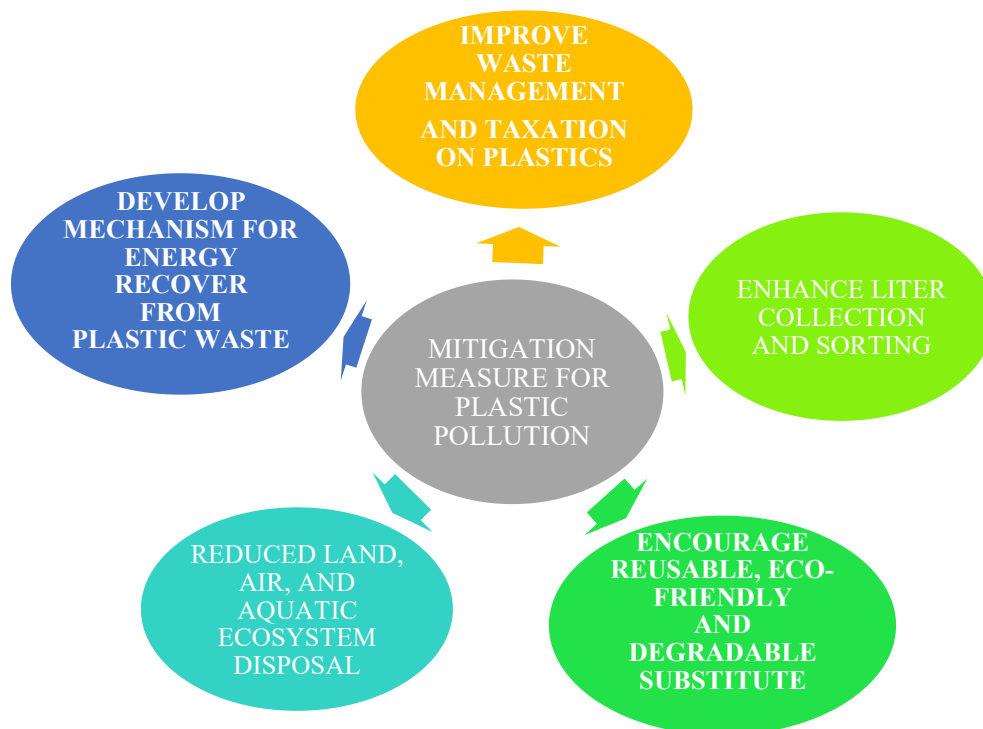 IMPROVE
WASTE
MANAGEMENT
AND TAXATION
ON PLASTICS
DEVELOP
MECHANISM FOR
ENERGY
RECOVER
FROM
PLASTIC WASTE
ENHANCE LITER
COLLECTION
AND SORTING
MITIGATION
MEASURE FOR
PLASTIC
POLLUTION
REDUCED LAND,
AIR, AND
AQUATIC
ECOSYSTEM
DISPOSAL
ENCOURAGE
REUSABLE, ECO-
FRIENDLY
AND
DEGRADABLE
SUBSTITUTE